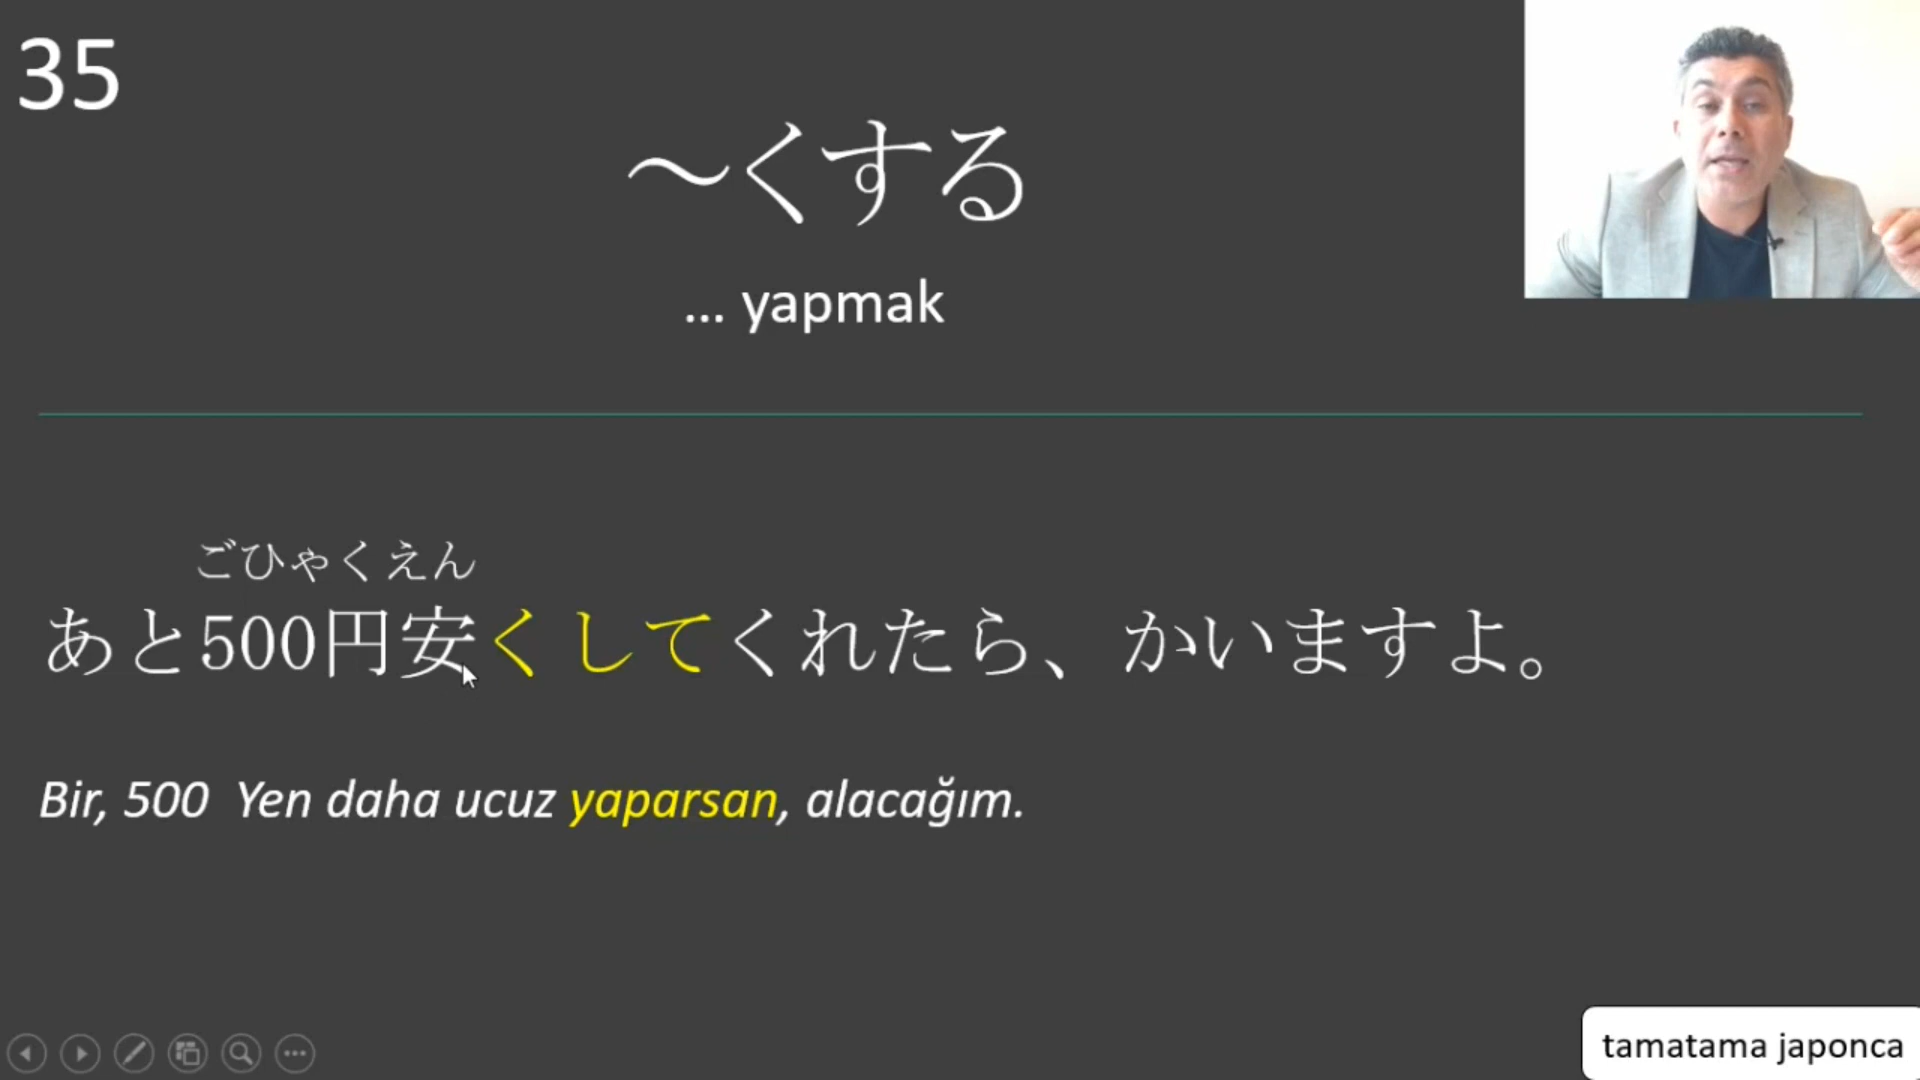 35
～くする
... yapmak
ごひゃくえん
あと500円安くしてくれたら、かいますよ。
Bir, 500 Yen daha ucuz yaparsan, alacağım.
tamatama japonca